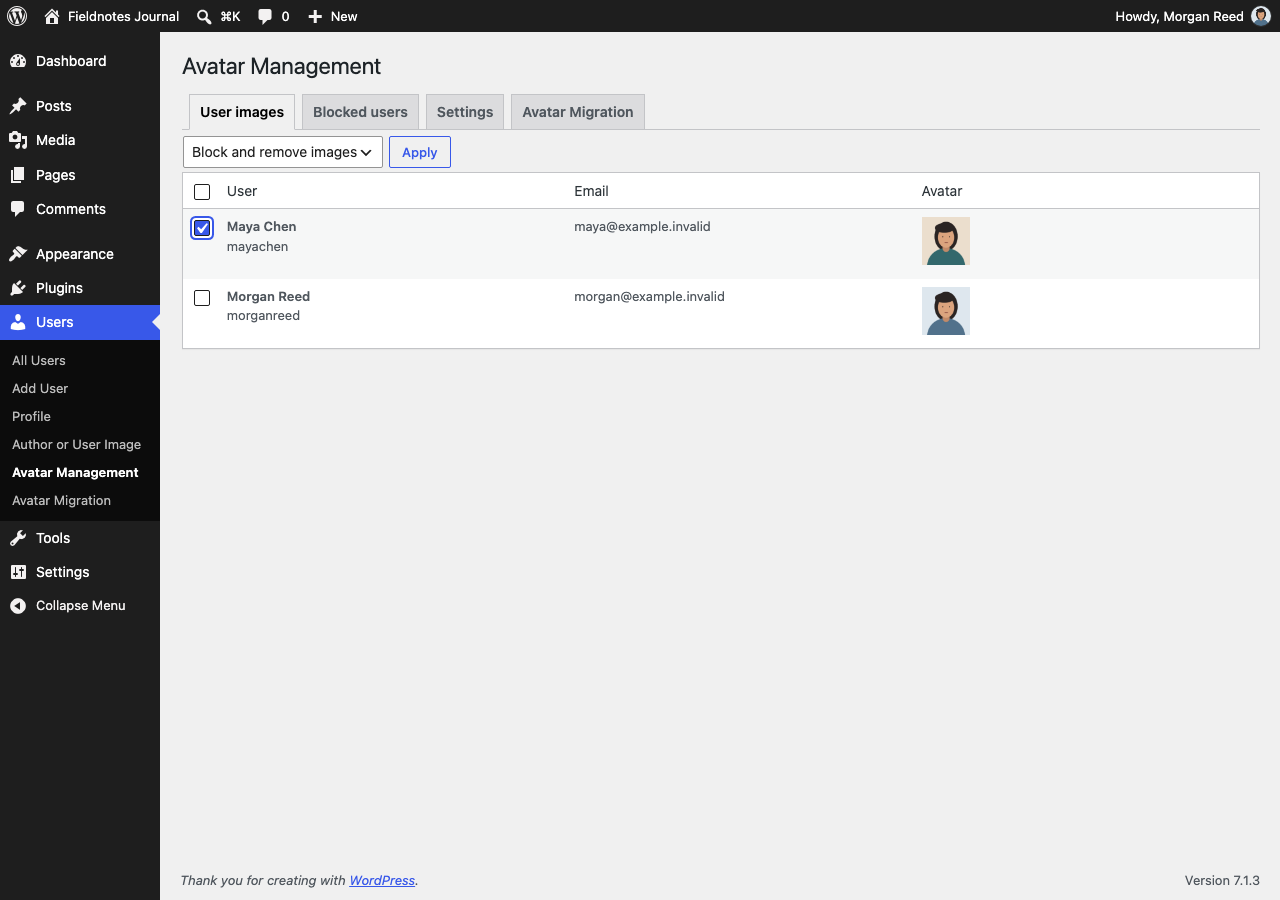 Fieldnotes Journal
⌘K
0
New
Howdy, Morgan Reed
Dashboard
Posts
Media
Pages
Comments
Appearance
Plugins
Users
All Users
Add User
Profile
Author or User Image
Avatar Management
Avatar Migration
Tools
Settings
Collapse Menu
Avatar Management
User images
Blocked users
Settings
Avatar Migration
Block and remove images
Apply
User
Email
Avatar
Maya Chen
mayachen
maya@example.invalid
Morgan Reed
morganreed
morgan@example.invalid
Thank you for creating with WordPress.
Version 7.1.3